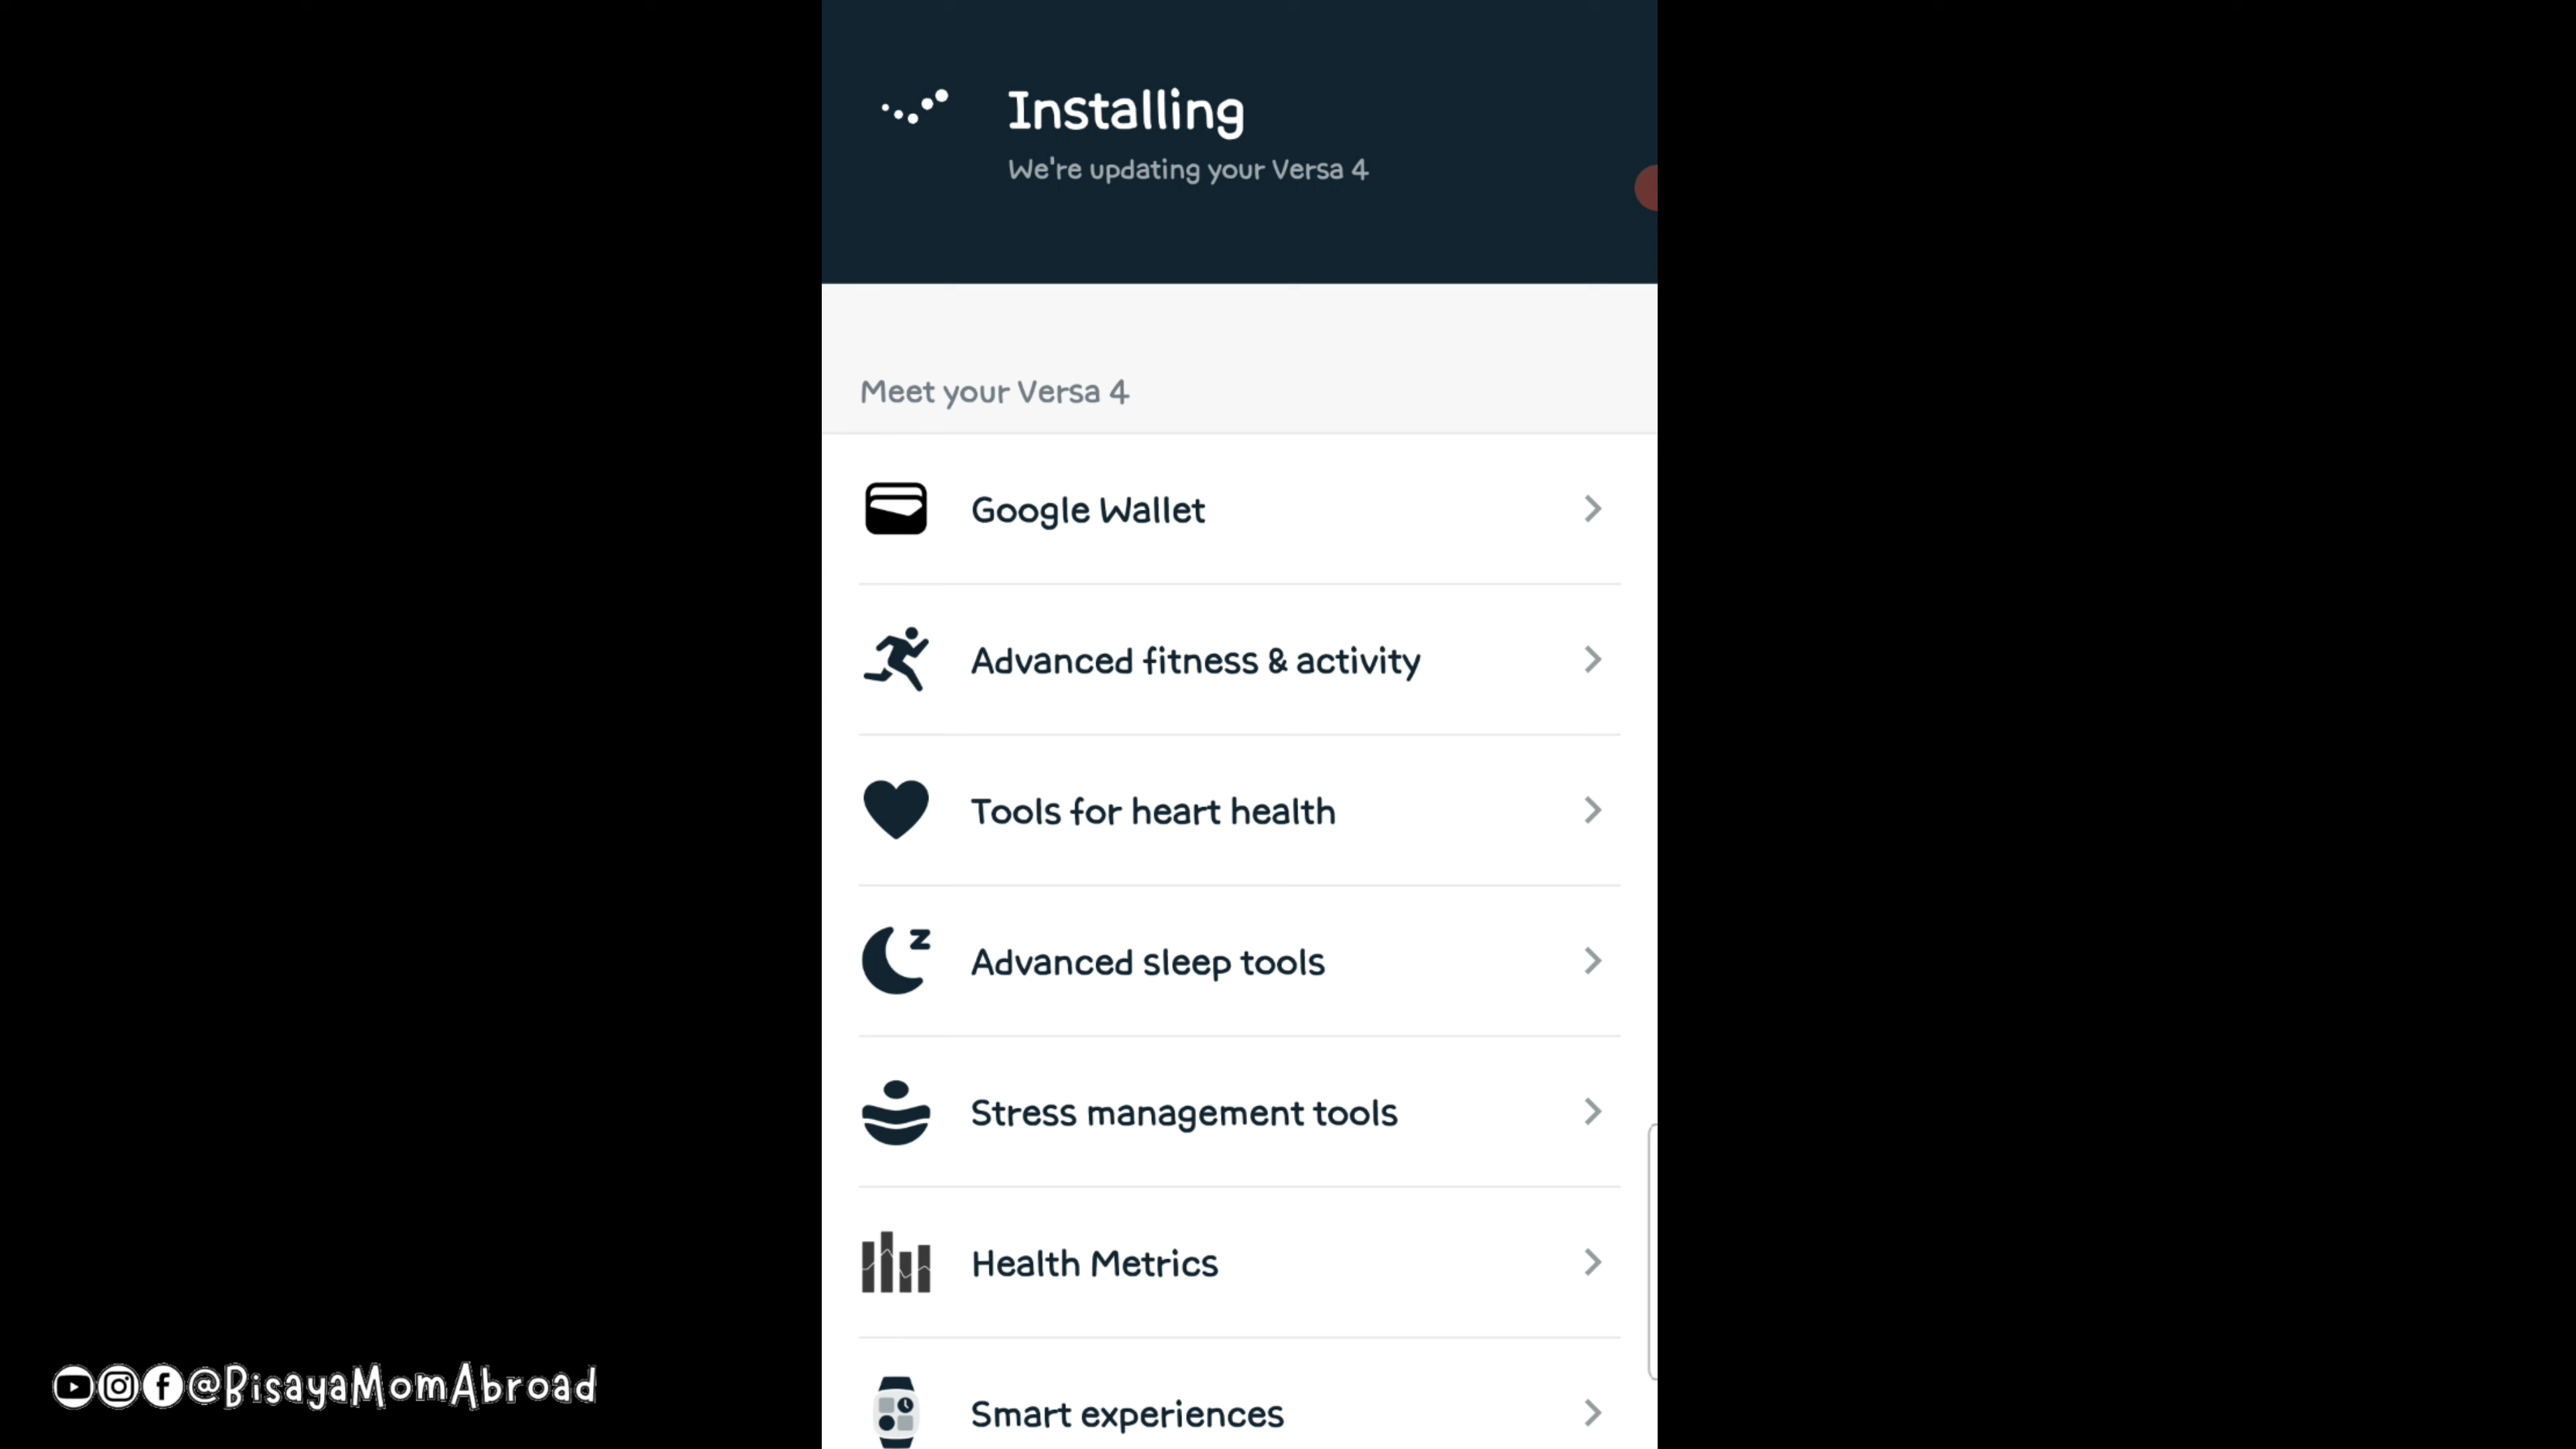 Installing
We're updating your Versa 4
Meet your Versa 4
Google Wallet
Advanced fitness & activity
Tools for heart health
Advanced sleep tools
Stress management tools
Health Metrics
Smart experiences
@BisayaMomAbroad